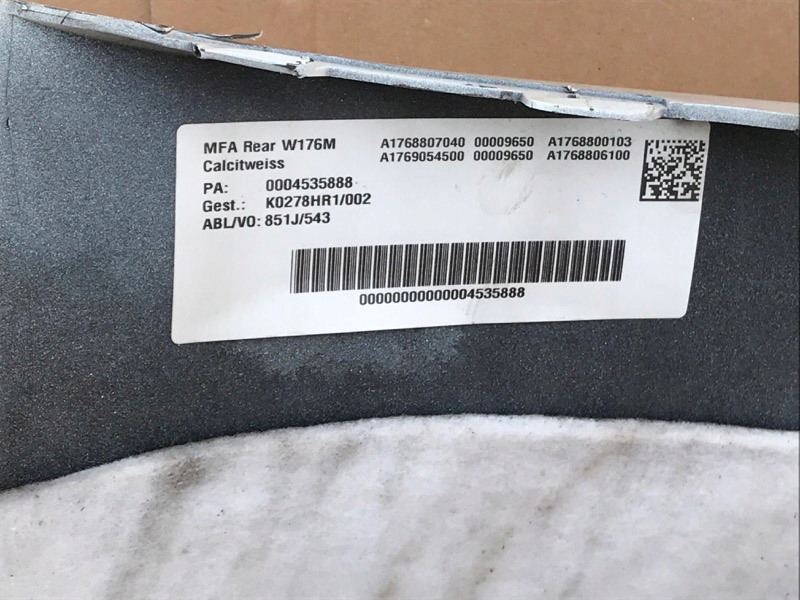 MFA Rear W176M A1768807040 00009650 A1768800103
Calcitweiss A1769054500 00009650 A1768806100
PA: 0004535888
Gest.: K0278HR1/002
ABL/VO: 851J/543
00000000000004535888